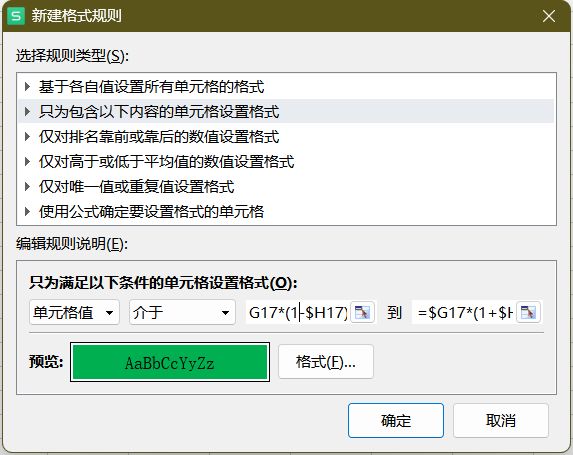 S 新建格式规则
选择规则类型(S):
基于各自值设置所有单元格的格式
只为包含以下内容的单元格设置格式
仅对排名靠前或靠后的数值设置格式
仅对高于或低于平均值的数值设置格式
仅对唯一值或重复值设置格式
使用公式确定要设置格式的单元格
编辑规则说明(E):
只为满足以下条件的单元格设置格式(O):
单元格值 介于 G17*(1-$H17) 到 =$G17*(1+$H
预览: AaBbCcYyZz 格式(F)...
确定 取消